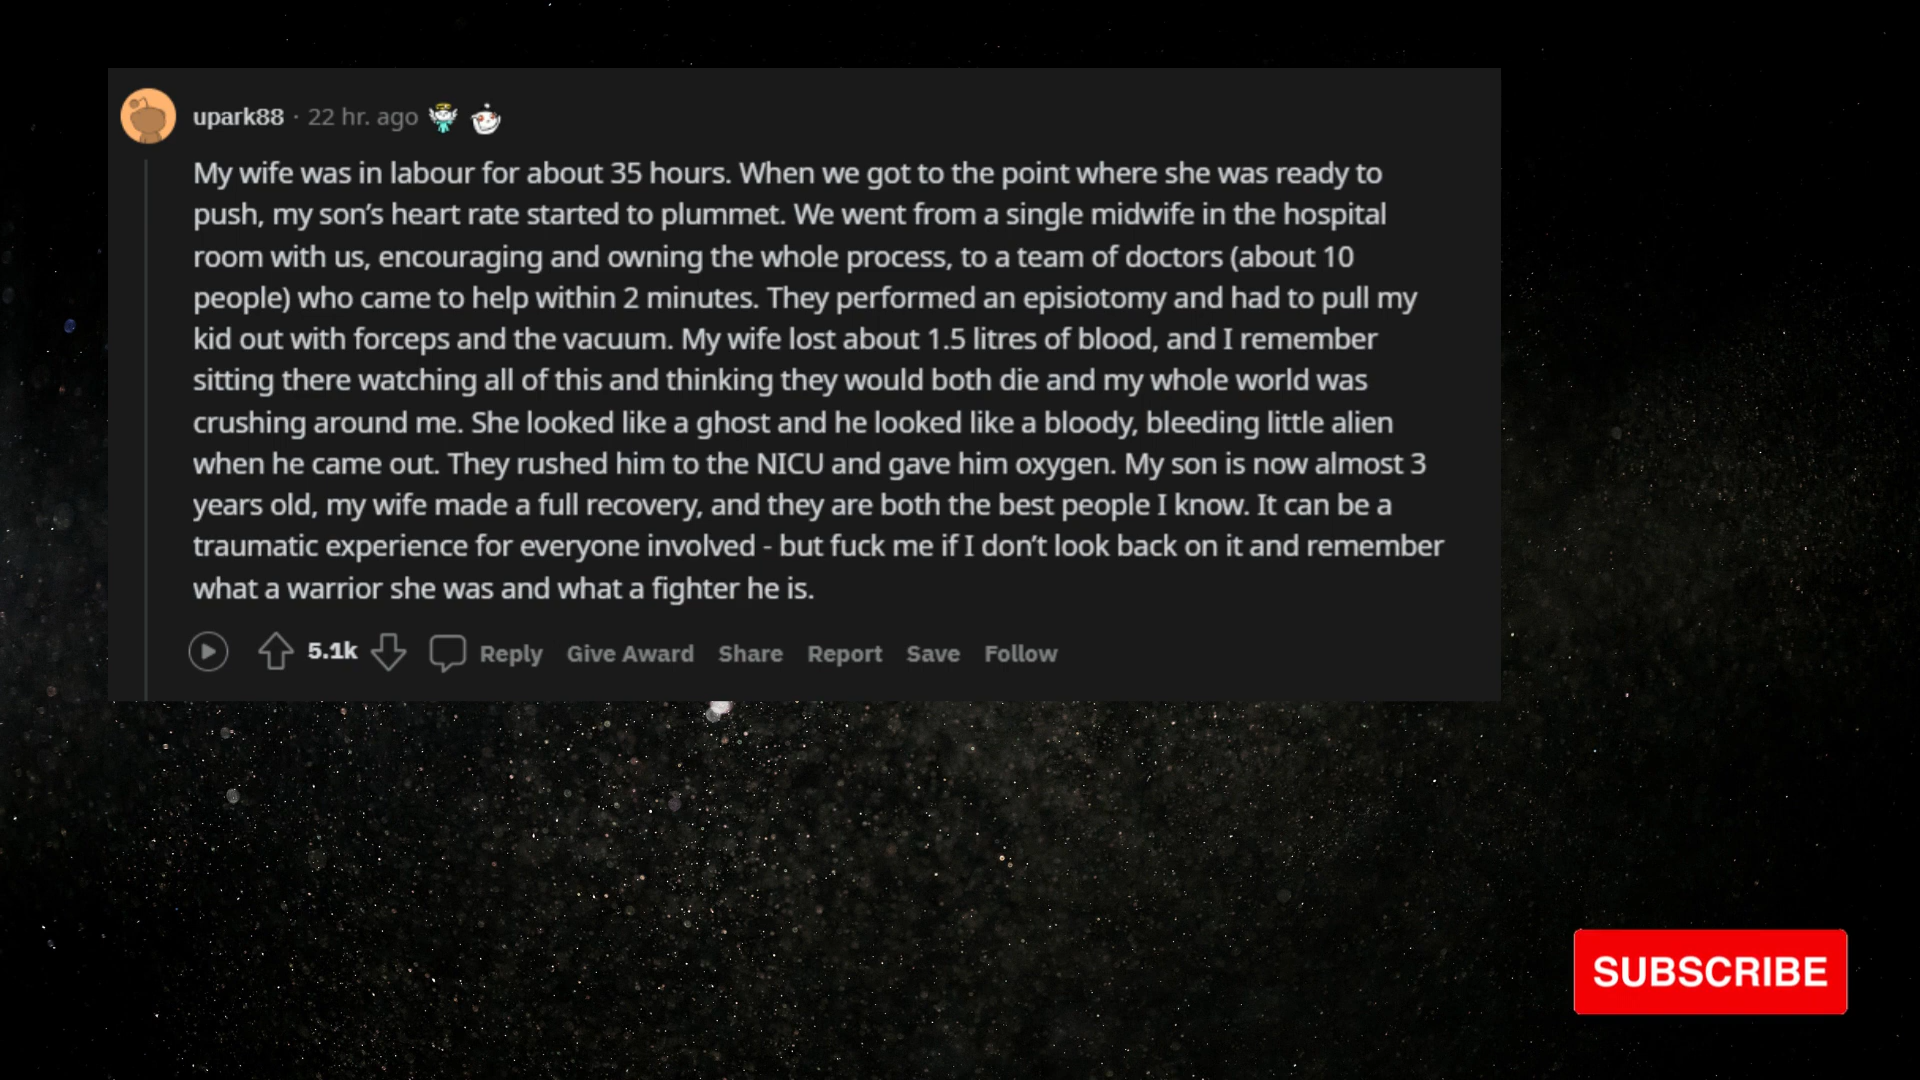 upark88 · 22 hr. ago
My wife was in labour for about 35 hours. When we got to the point where she was ready to
push, my son’s heart rate started to plummet. We went from a single midwife in the hospital
room with us, encouraging and owning the whole process, to a team of doctors (about 10
people) who came to help within 2 minutes. They performed an episiotomy and had to pull my
kid out with forceps and the vacuum. My wife lost about 1.5 litres of blood, and I remember
sitting there watching all of this and thinking they would both die and my whole world was
crushing around me. She looked like a ghost and he looked like a bloody, bleeding little alien
when he came out. They rushed him to the NICU and gave him oxygen. My son is now almost 3
years old, my wife made a full recovery, and they are both the best people I know. It can be a
traumatic experience for everyone involved - but fuck me if I don’t look back on it and remember
what a warrior she was and what a fighter he is.
5.1k Reply Give Award Share Report Save Follow
SUBSCRIBE